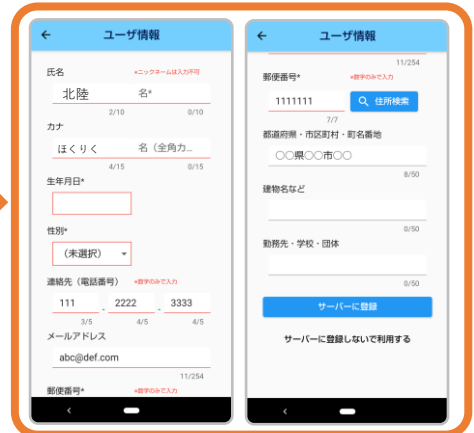 ← ユーザ情報
氏名 *ニックネームは入力不可
北陸 名*
2/10 0/10
カナ
ほくりく 名（全角カ...
4/15 0/15
生年月日*
性別*
（未選択）
連絡先（電話番号） *数字のみで入力
111 - 2222 - 3333
3/5 4/5 4/5
メールアドレス
abc@def.com
11/254
郵便番号* *数字のみで入力
← ユーザ情報
11/254
郵便番号* *数字のみで入力
1111111 住所検索
7/7
都道府県・市区町村・町名番地
○○県○○市○○
8/50
建物名など
0/50
勤務先・学校・団体
0/50
サーバーに登録
サーバーに登録しないで利用する